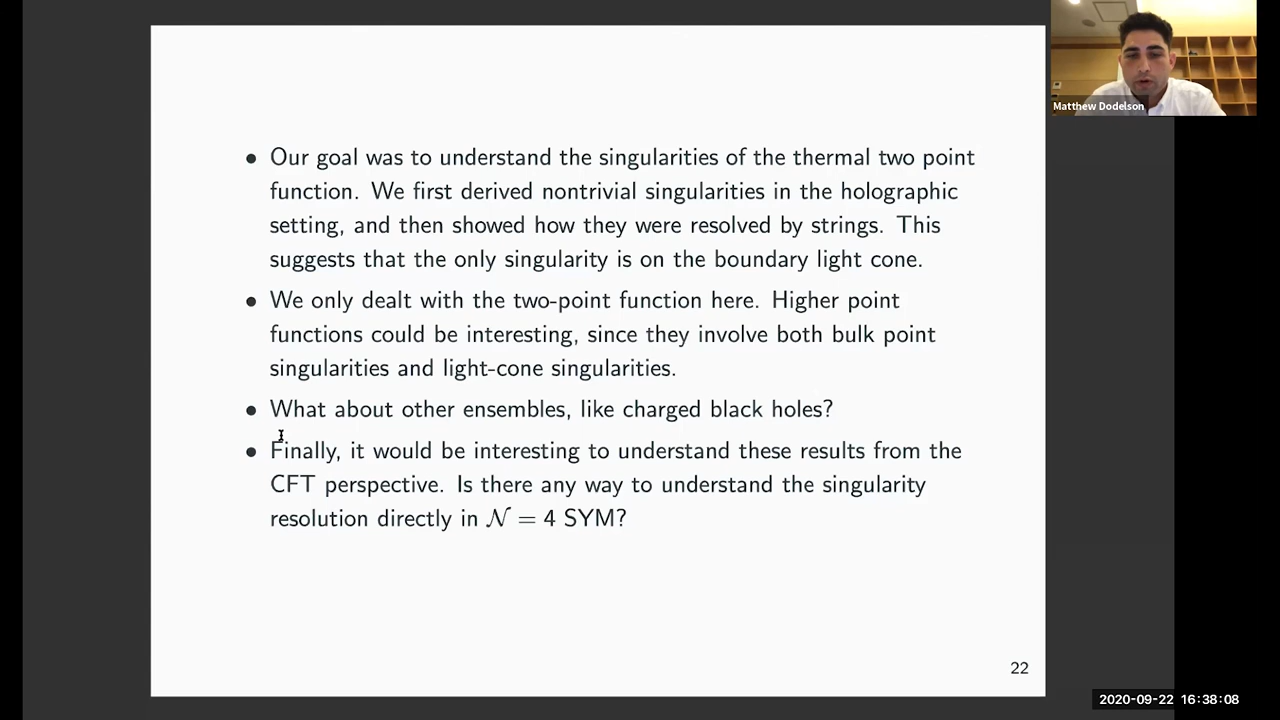 Matthew Dodelson
• Our goal was to understand the singularities of the thermal two point
function. We first derived nontrivial singularities in the holographic
setting, and then showed how they were resolved by strings. This
suggests that the only singularity is on the boundary light cone.
• We only dealt with the two-point function here. Higher point
functions could be interesting, since they involve both bulk point
singularities and light-cone singularities.
• What about other ensembles, like charged black holes?
• Finally, it would be interesting to understand these results from the
CFT perspective. Is there any way to understand the singularity
resolution directly in 𝒩 = 4 SYM?
22
2020-09-22 16:38:08